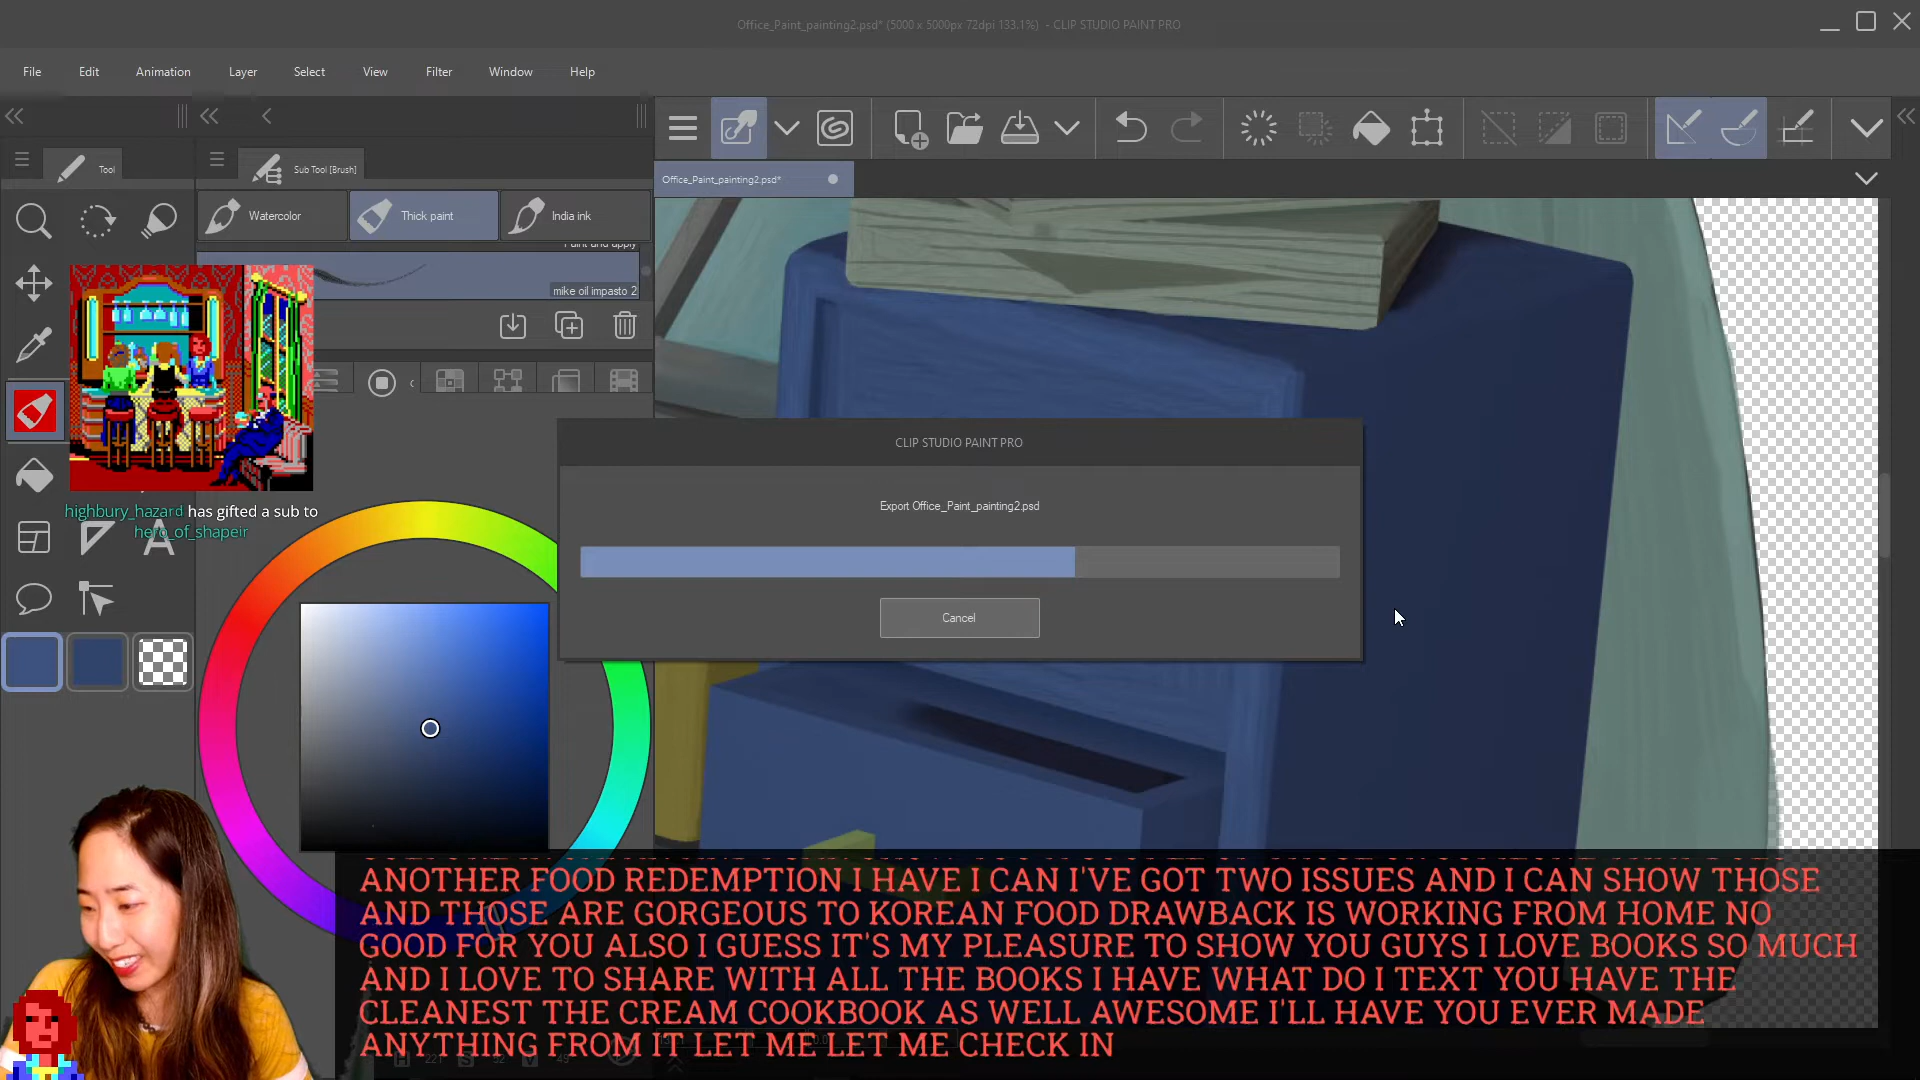 Office_Paint_painting2.psd* (5000 x 5000px 72dpi 133.1%) - CLIP STUDIO PAINT PRO
File Edit Animation Layer Select View Filter Window Help
Tool
Sub Tool [Brush]
Office_Paint_painting2.psd*
Watercolor
Thick paint
India ink
Paint and apply
mike oil impasto 2
highbury_hazard has gifted a sub to
hero_of_shapeir
CLIP STUDIO PAINT PRO
Export Office_Paint_painting2.psd
Cancel
ANOTHER FOOD REDEMPTION I HAVE I CAN I'VE GOT TWO ISSUES AND I CAN SHOW THOSE
AND THOSE ARE GORGEOUS TO KOREAN FOOD DRAWBACK IS WORKING FROM HOME NO
GOOD FOR YOU ALSO I GUESS IT'S MY PLEASURE TO SHOW YOU GUYS I LOVE BOOKS SO MUCH
AND I LOVE TO SHARE WITH ALL THE BOOKS I HAVE WHAT DO I TEXT YOU HAVE THE
CLEANEST THE CREAM COOKBOOK AS WELL AWESOME I'LL HAVE YOU EVER MADE
ANYTHING FROM IT LET ME LET ME CHECK IN